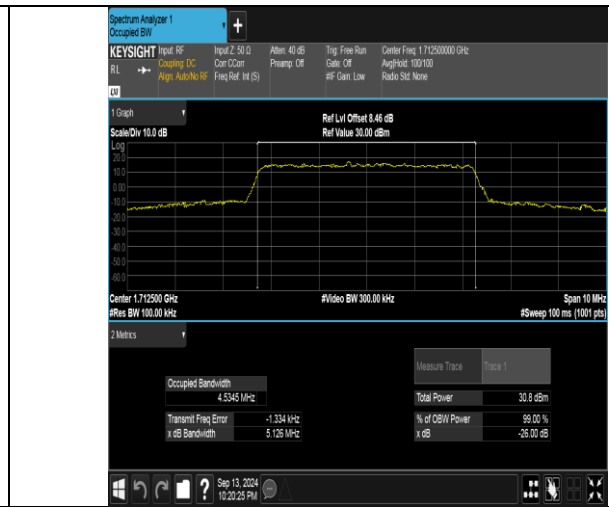 Spectrum Analyzer 1
Occupied BW
KEYSIGHT Input: RF Input Z: 50 Ω Atten: 40 dB Trig: Free Run Center Freq: 1.712500000 GHz
RL Coupling: DC Corr CCorr Preamp: Off Gate: Off Avg|Hold: 100/100
Align: Auto/No RF Freq Ref: Int (S) #IF Gain: Low Radio Std: None
LXI
1 Graph Ref Lvl Offset 8.46 dB
Scale/Div 10.0 dB Ref Value 30.00 dBm
Log
20.0
10.0
0.00
-10.0
-20.0
-30.0
-40.0
-50.0
-60.0
Center 1.712500 GHz #Video BW 300.00 kHz Span 10 MHz
#Res BW 100.00 kHz #Sweep 100 ms (1001 pts)
2 Metrics
Measure Trace Trace 1
Occupied Bandwidth
4.5345 MHz Total Power 30.8 dBm
Transmit Freq Error -1.334 kHz % of OBW Power 99.00 %
x dB Bandwidth 5.126 MHz x dB -26.00 dB
? Sep 13, 2024
10:20:25 PM